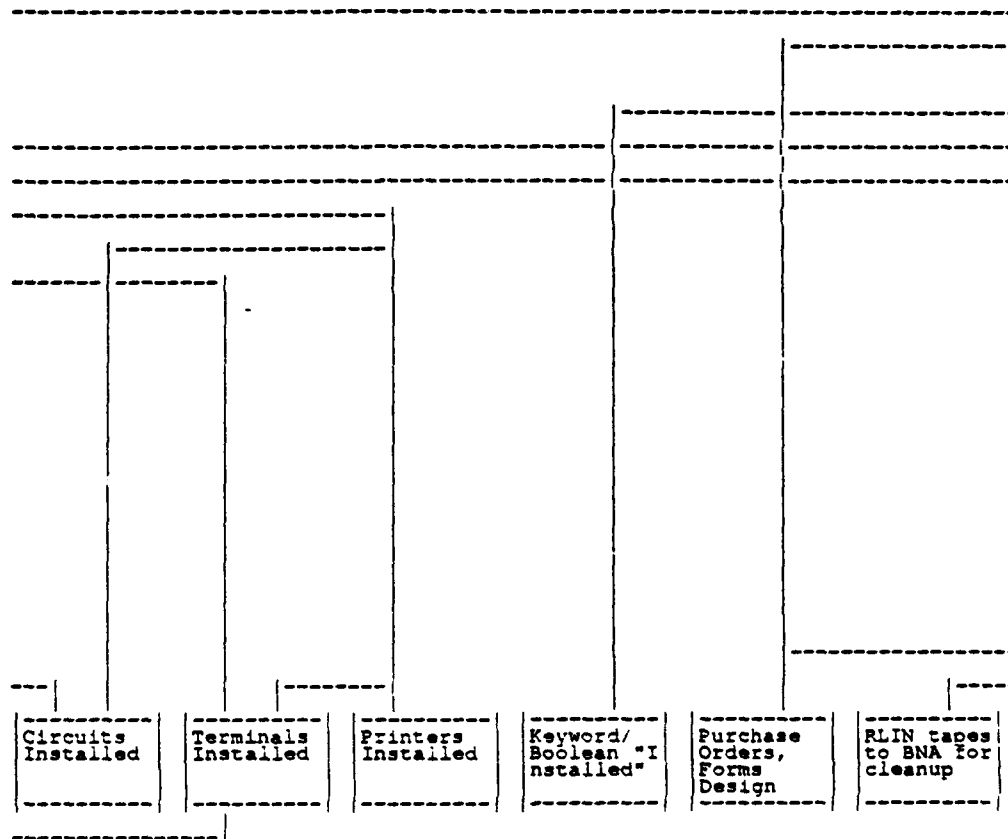 Circuits
Installed
Terminals
Installed
Printers
Installed
Keyword/
Boolean "I
nstalled"
Purchase
Orders,
Forms
Design
RLIN tapes
to BNA for
cleanup